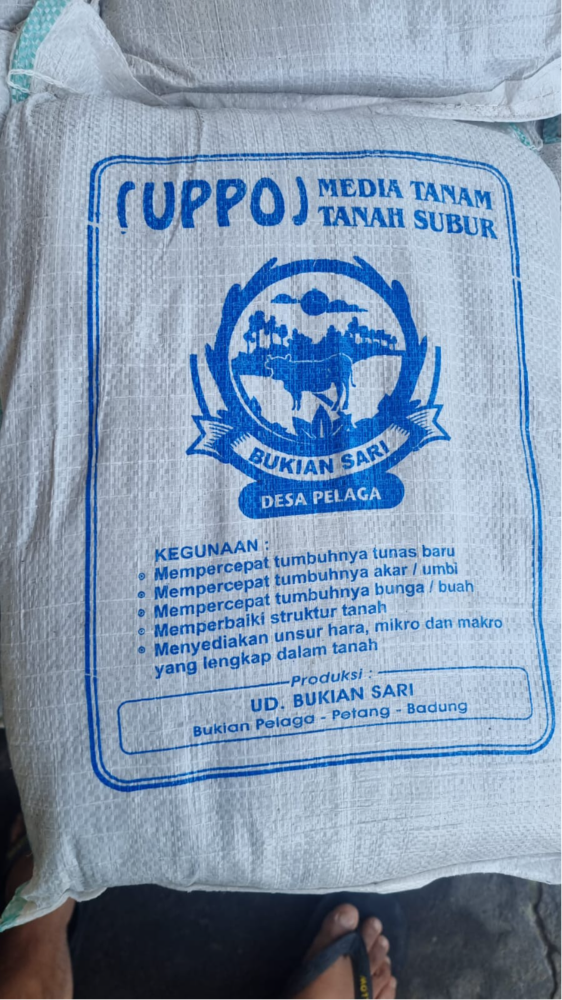 (UPPO) MEDIA TANAM
TANAH SUBUR
BUKIAN SARI
DESA PELAGA
KEGUNAAN :
Mempercepat tumbuhnya tunas baru
Mempercepat tumbuhnya akar / umbi
Mempercepat tumbuhnya bunga / buah
Memperbaiki struktur tanah
Menyediakan unsur hara, mikro dan makro
yang lengkap dalam tanah
Produksi :
UD. BUKIAN SARI
Bukian Pelaga - Petang - Badung